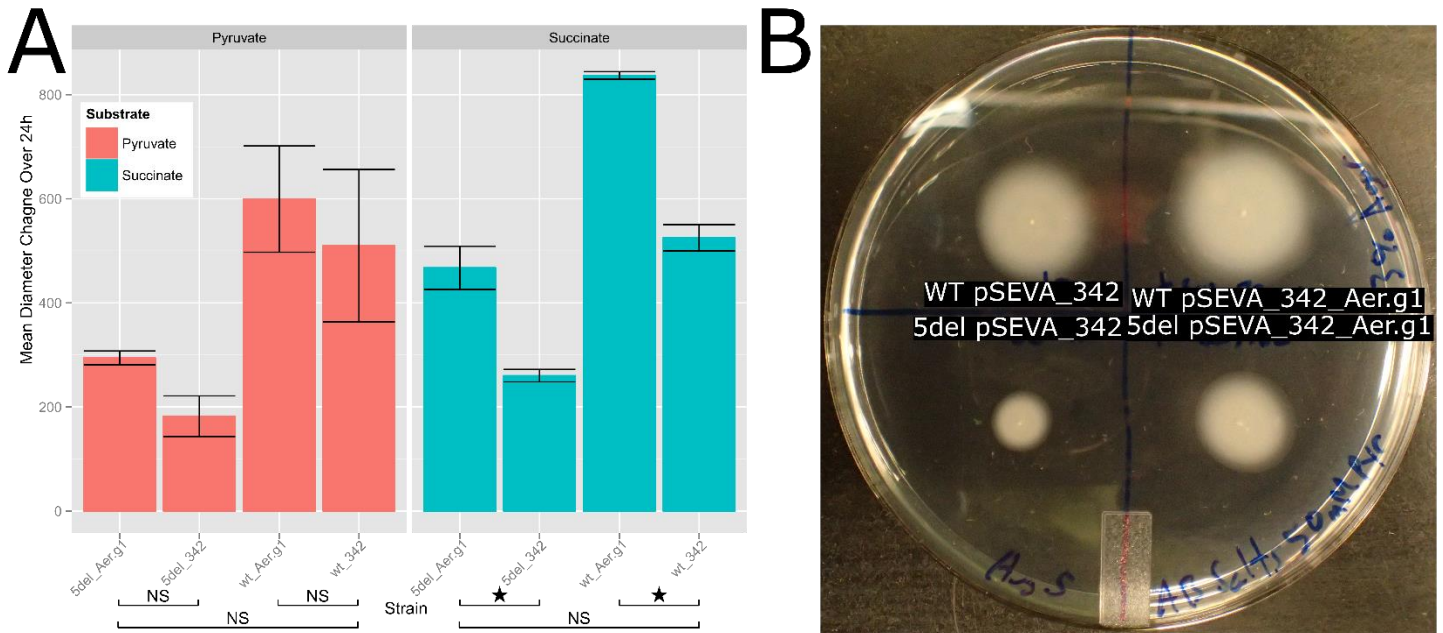 A
B
Pyruvate
Succinate
Mean Diameter Chagne Over 24h
800
600
400
200
0
Substrate
Pyruvate
Succinate
5del_Aer.g1
5del_342
wt_Aer.g1
wt_342
5del_Aer.g1
5del_342
wt_Aer.g1
wt_342
NS
NS
NS
★
★
NS
Strain
WT pSEVA_342
WT pSEVA_342_Aer.g1
5del pSEVA_342
5del pSEVA_342_Aer.g1